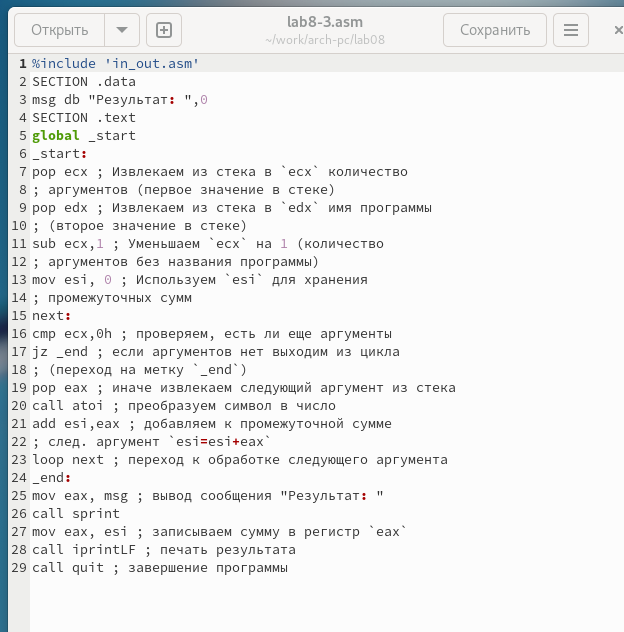 Открыть
lab8-3.asm
~/work/arch-pc/lab08
Сохранить
1 %include 'in_out.asm'
2 SECTION .data
3 msg db "Результат: ",0
4 SECTION .text
5 global _start
6 _start:
7 pop ecx ; Извлекаем из стека в `ecx` количество
8 ; аргументов (первое значение в стеке)
9 pop edx ; Извлекаем из стека в `edx` имя программы
10 ; (второе значение в стеке)
11 sub ecx,1 ; Уменьшаем `ecx` на 1 (количество
12 ; аргументов без названия программы)
13 mov esi, 0 ; Используем `esi` для хранения
14 ; промежуточных сумм
15 next:
16 cmp ecx,0h ; проверяем, есть ли еще аргументы
17 jz _end ; если аргументов нет выходим из цикла
18 ; (переход на метку `_end`)
19 pop eax ; иначе извлекаем следующий аргумент из стека
20 call atoi ; преобразуем символ в число
21 add esi,eax ; добавляем к промежуточной сумме
22 ; след. аргумент `esi=esi+eax`
23 loop next ; переход к обработке следующего аргумента
24 _end:
25 mov eax, msg ; вывод сообщения "Результат: "
26 call sprint
27 mov eax, esi ; записываем сумму в регистр `eax`
28 call iprintLF ; печать результата
29 call quit ; завершение программы